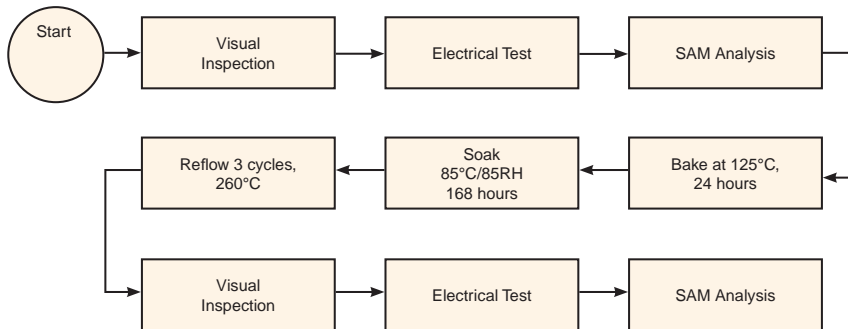 Start
Visual
Inspection
Electrical Test
SAM Analysis
Bake at 125°C,
24 hours
Soak
85°C/85RH
168 hours
Reflow 3 cycles,
260°C
Visual
Inspection
Electrical Test
SAM Analysis